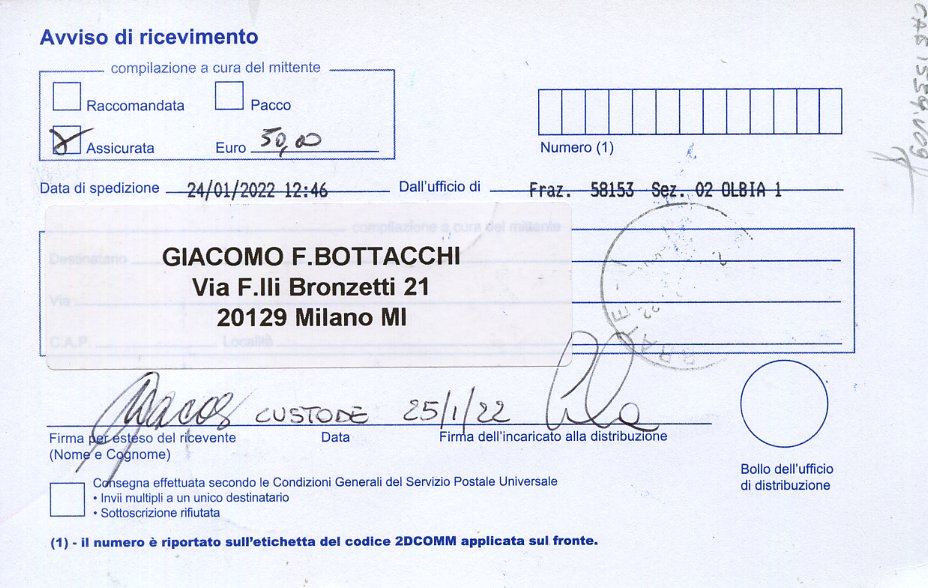 Avviso di ricevimento
compilazione a cura del mittente
Raccomandata Pacco
Assicurata Euro 50,00
Numero (1)
Data di spedizione 24/01/2022 12:46 Dall'ufficio di Fraz. 58153 Sez. 02 OLBIA 1
compilazione a cura del mittente
Destinatario
Via
C.A.P. Località
GIACOMO F.BOTTACCHI
Via F.lli Bronzetti 21
20129 Milano MI
CUSTODE 25/1/22
Firma per esteso del ricevente Data Firma dell'incaricato alla distribuzione
(Nome e Cognome)
Bollo dell'ufficio
di distribuzione
Consegna effettuata secondo le Condizioni Generali del Servizio Postale Universale
• Invii multipli a un unico destinatario
• Sottoscrizione rifiutata
(1) - il numero è riportato sull'etichetta del codice 2DCOMM applicata sul fronte.